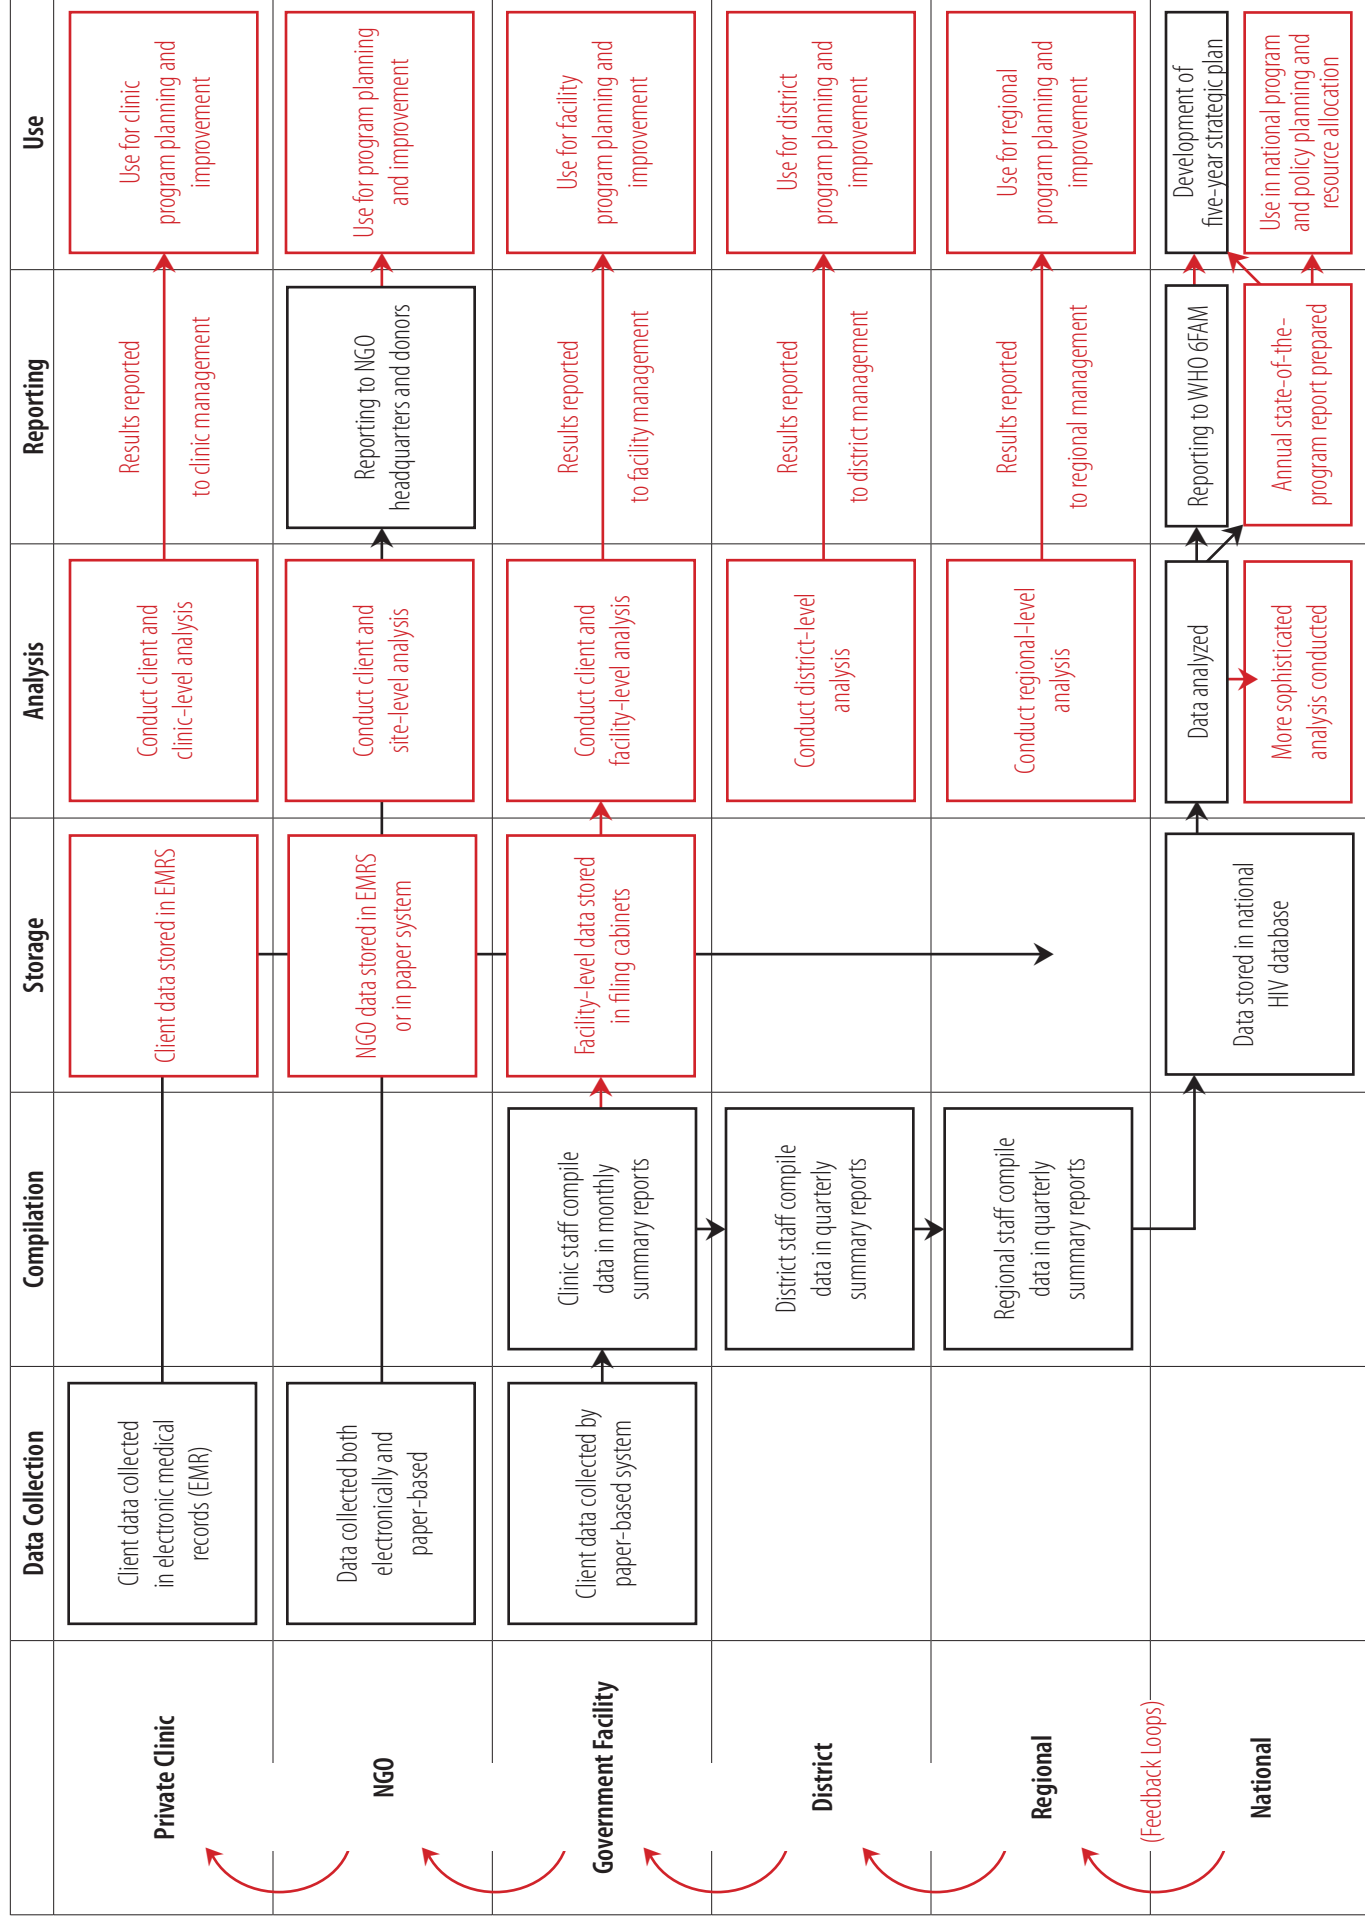 Data Collection
Compilation
Storage
Analysis
Reporting
Use
Private Clinic
Client data collected
in electronic medical
records (EMR)
Client data stored in EMRS
Conduct client and
clinic-level analysis
Results reported
to clinic management
Use for clinic
program planning and
improvement
NGO
Data collected both
electronically and
paper-based
NGO data stored in EMRS
or in paper system
Conduct client and
site-level analysis
Reporting to NGO
headquarters and donors
Use for program planning
and improvement
Government Facility
Client data collected by
paper-based system
Clinic staff compile
data in monthly
summary reports
Facility-level data stored
in filing cabinets
Conduct client and
facility-level analysis
Results reported
to facility management
Use for facility
program planning and
improvement
District
District staff compile
data in quarterly
summary reports
Conduct district-level
analysis
Results reported
to district management
Use for district
program planning and
improvement
Regional
Regional staff compile
data in quarterly
summary reports
Conduct regional-level
analysis
Results reported
to regional management
Use for regional
program planning and
improvement
(Feedback Loops)
National
Data stored in national
HIV database
Data analyzed
More sophisticated
analysis conducted
Reporting to WHO 6FAM
Annual state-of-the-
program report prepared
Development of
five-year strategic plan
Use in national program
and policy planning and
resource allocation